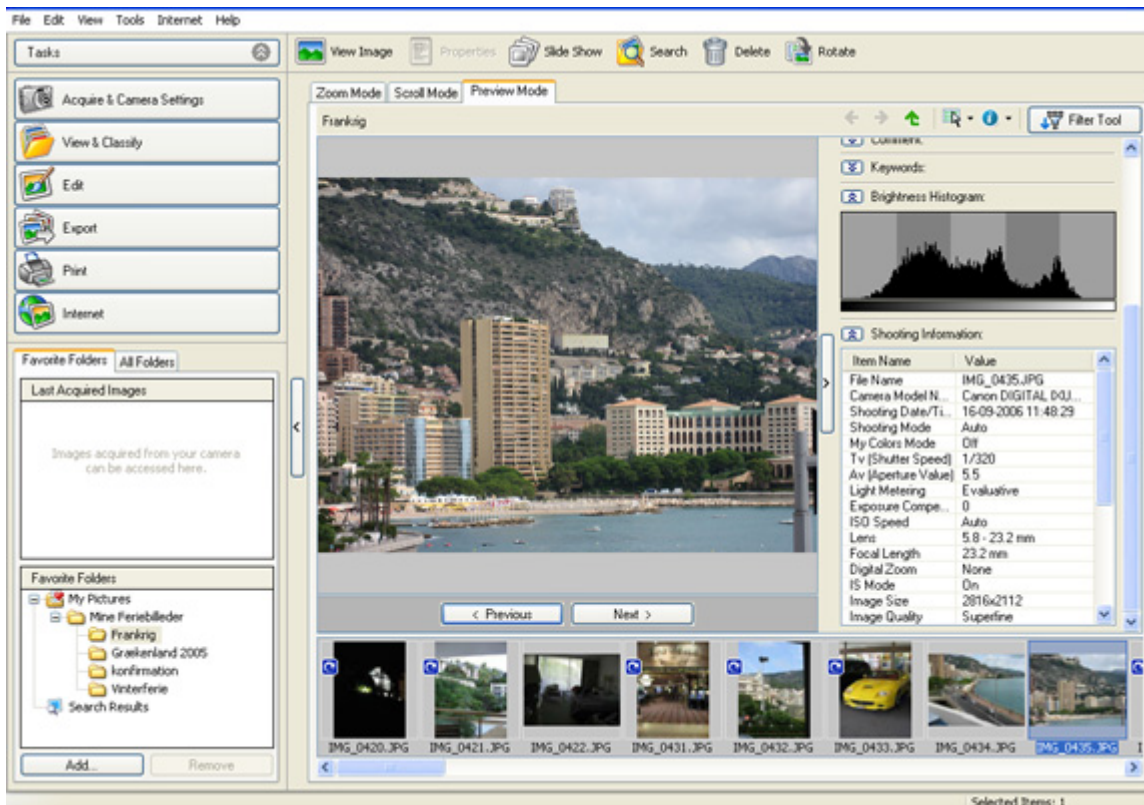 File Edit View Tools Internet Help
Tasks
View Image Properties Slide Show Search Delete Rotate
Acquire & Camera Settings
View & Classify
Edit
Export
Print
Internet
Favorite Folders All Folders
Last Acquired Images
Images acquired from your camera
can be accessed here.
Favorite Folders
My Pictures
Mine Feriebilleder
Frankrig
Grækenland 2005
konfirmation
Vinterferie
Search Results
Add... Remove
Zoom Mode Scroll Mode Preview Mode
Frankrig
Filter Tool
Comment:
Keywords:
Brightness Histogram:
Shooting Information:
Item Name Value
File Name IMG_0435.JPG
Camera Model N... Canon DIGITAL IXU...
Shooting Date/Ti... 16-09-2006 11:48:29
Shooting Mode Auto
My Colors Mode Off
Tv (Shutter Speed) 1/320
Av (Aperture Value) 5.5
Light Metering Evaluative
Exposure Compe... 0
ISO Speed Auto
Lens 5.8 - 23.2 mm
Focal Length 23.2 mm
Digital Zoom None
IS Mode On
Image Size 2816x2112
Image Quality Superfine
< Previous Next >
IMG_0420.JPG IMG_0421.JPG IMG_0422.JPG IMG_0431.JPG IMG_0432.JPG IMG_0433.JPG IMG_0434.JPG IMG_0435.JPG
Selected Items: 1